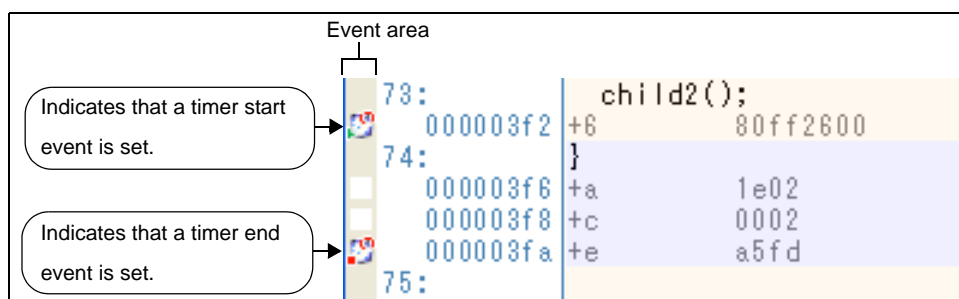 Event area
73: child2();
Indicates that a timer start
event is set.
000003f2 +6 80ff2600
74: }
000003f6 +a 1e02
000003f8 +c 0002
Indicates that a timer end
event is set.
000003fa +e a5fd
75: